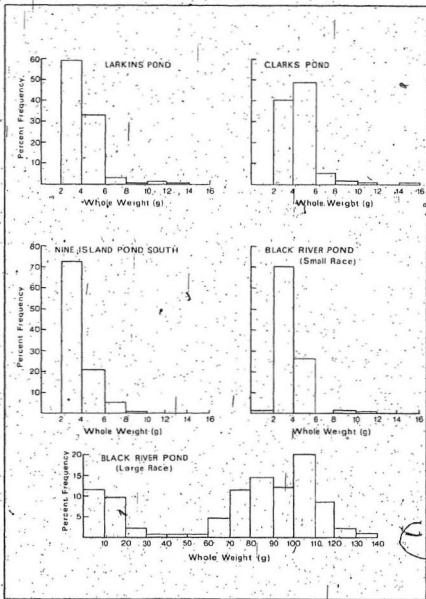 LARKINS POND
Percent Frequency
60
50
40
30
20
10
2 4 6 8 10 12 14 16
Whole Weight (g)
CLARKS POND
2 4 6 8 10 12 14 16
Whole Weight (g)
NINE ISLAND POND SOUTH
Percent Frequency
80
70
60
50
40
30
20
10
2 4 6 8 10 12 14 16
Whole Weight (g)
BLACK RIVER POND
(Small Race)
2 4 6 8 10 12 14 16
Whole Weight (g)
BLACK RIVER POND
(Large Race)
Percent Frequency
20
15
10
5
10 20 30 40 50 60 70 80 90 100 110 120 130 140
Whole Weight (g)